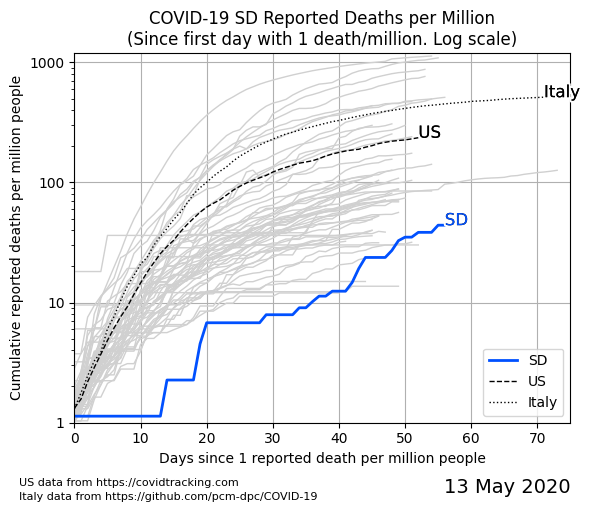 COVID-19 SD Reported Deaths per Million
(Since first day with 1 death/million. Log scale)
Cumulative reported deaths per million people
1000
100
10
1
Italy
US
SD
SD
US
Italy
0 10 20 30 40 50 60 70
Days since 1 reported death per million people
US data from https://covidtracking.com
Italy data from https://github.com/pcm-dpc/COVID-19
13 May 2020